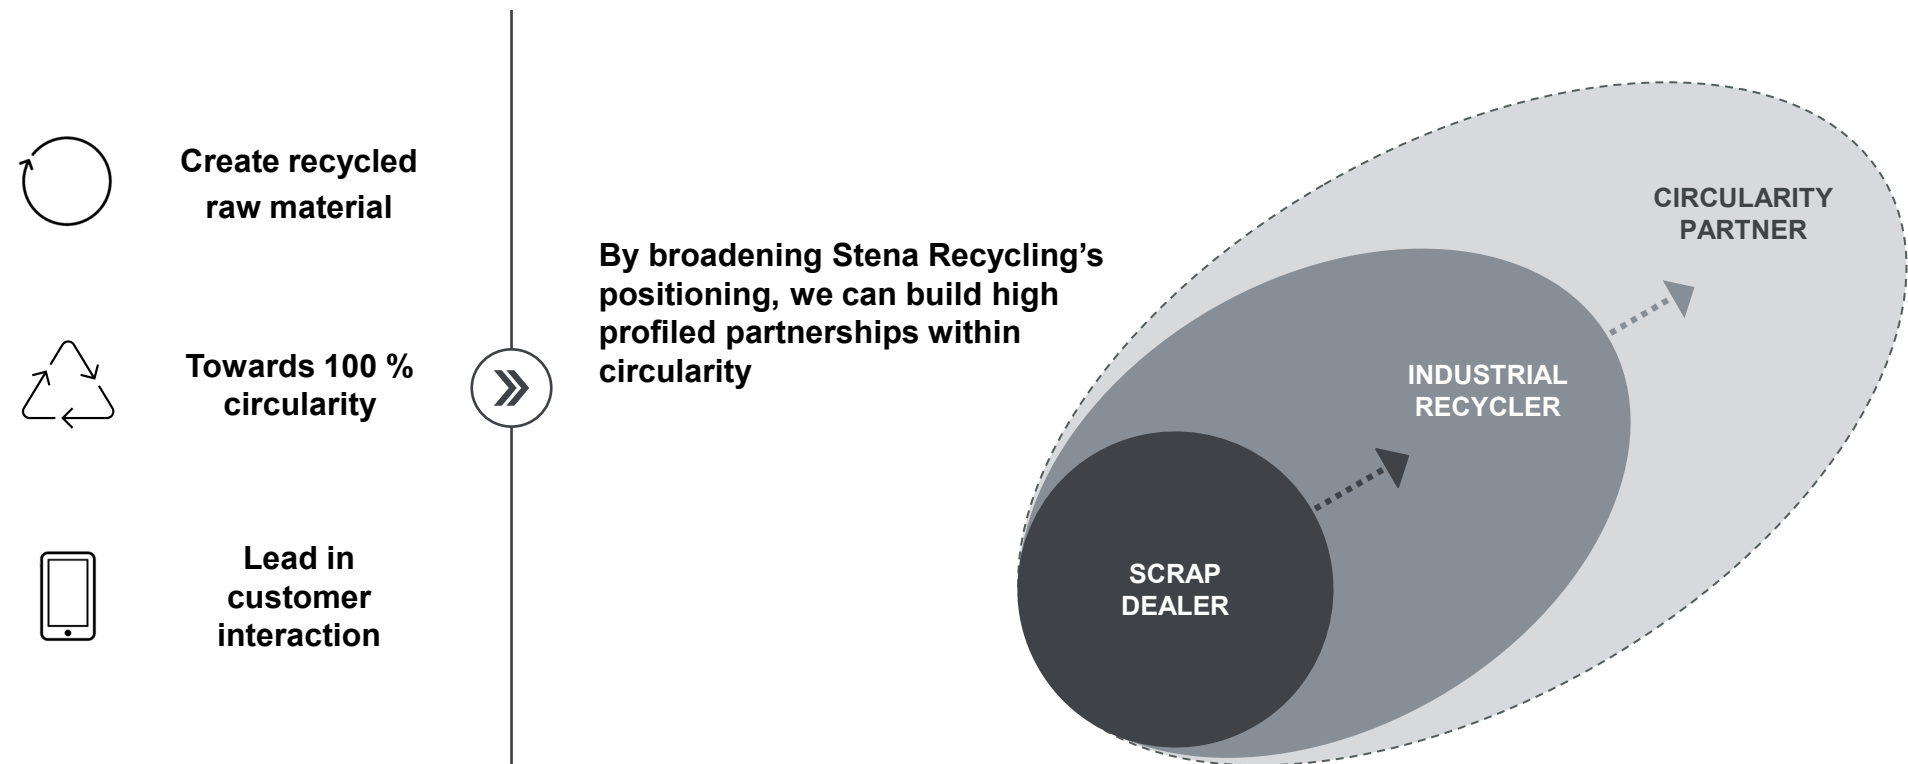 Create recycled
raw material
Towards 100 %
circularity
Lead in
customer
interaction
By broadening Stena Recycling’s
positioning, we can build high
profiled partnerships within
circularity
CIRCULARITY
PARTNER
INDUSTRIAL
RECYCLER
SCRAP
DEALER